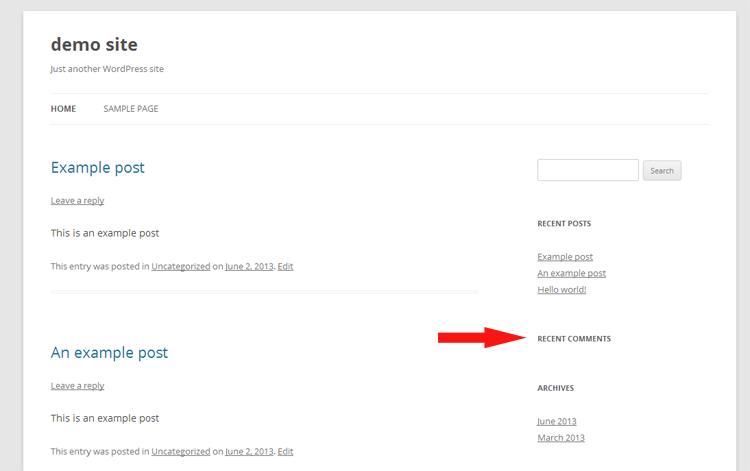 demo site
Just another WordPress site
HOME SAMPLE PAGE
Example post
Leave a reply
This is an example post
This entry was posted in Uncategorized on June 2, 2013. Edit
An example post
Leave a reply
This is an example post
This entry was posted in Uncategorized on June 2, 2013. Edit
Search
RECENT POSTS
Example post
An example post
Hello world!
RECENT COMMENTS
ARCHIVES
June 2013
March 2013